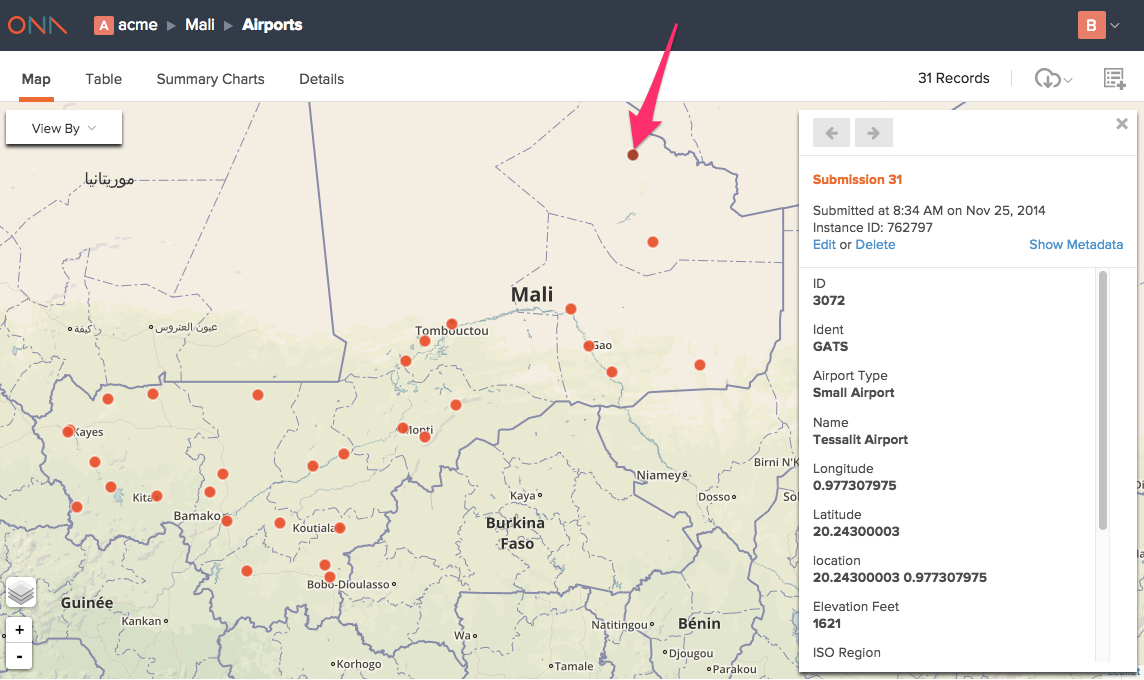 ONA
A acme ▸ Mali ▸ Airports
B
Map Table Summary Charts Details
31 Records
View By
Submission 31
Submitted at 8:34 AM on Nov 25, 2014
Instance ID: 762797
Edit or Delete
Show Metadata
ID
3072
Ident
GATS
Airport Type
Small Airport
Name
Tessalit Airport
Longitude
0.977307975
Latitude
20.24300003
location
20.24300003 0.977307975
Elevation Feet
1621
ISO Region
موريتانيا
Mali
كيفة
عيون العتروس
Tombouctou
Gao
Kayes
Mopti
Niamey
Birni N'K
Kita
Kaya
Dosso
Bamako
Koutiala
Burkina
Faso
Bobo-Dioulasso
Guinée
Kankan
Natitingou
Bénin
Wa
Djougou
Korhogo
Tamale
Parakou
+
-